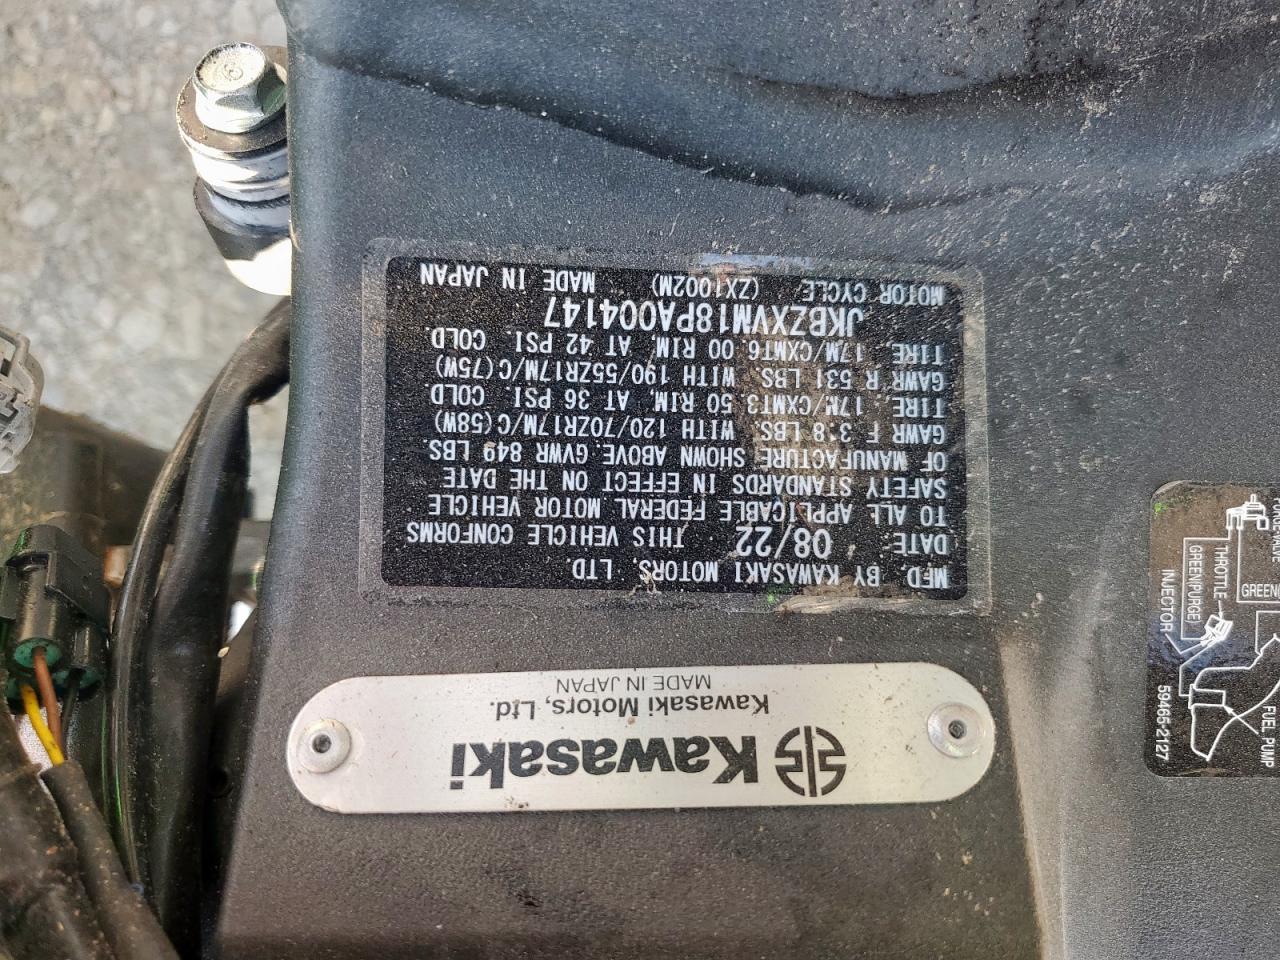 MFD. BY KAWASAKI MOTORS, LTD.
DATE: 08/22 THIS VEHICLE CONFORMS
TO ALL APPLICABLE FEDERAL MOTOR VEHICLE
SAFETY STANDARDS IN EFFECT ON THE DATE
OF MANUFACTURE SHOWN ABOVE. GVWR 849 LBS.
GAWR F LBS. WITH 120/70ZR17M/C(58W)
TIRE, 17M/CXMT3.50 RIM, AT 36 PSI. COLD.
GAWR R 531 LBS. WITH 190/55ZR17M/C(75W)
TIRE, 17M/CXMT6.00 RIM, AT 42 PSI. COLD.
JKBZXVM18PA004147
MOTOR CYCLE (ZX1002M) MADE IN JAPAN
Kawasaki
Kawasaki Motors, Ltd.
MADE IN JAPAN
THROTTLE
GREEN(PURGE)
INJECTOR
FUEL PUMP
59465-2127